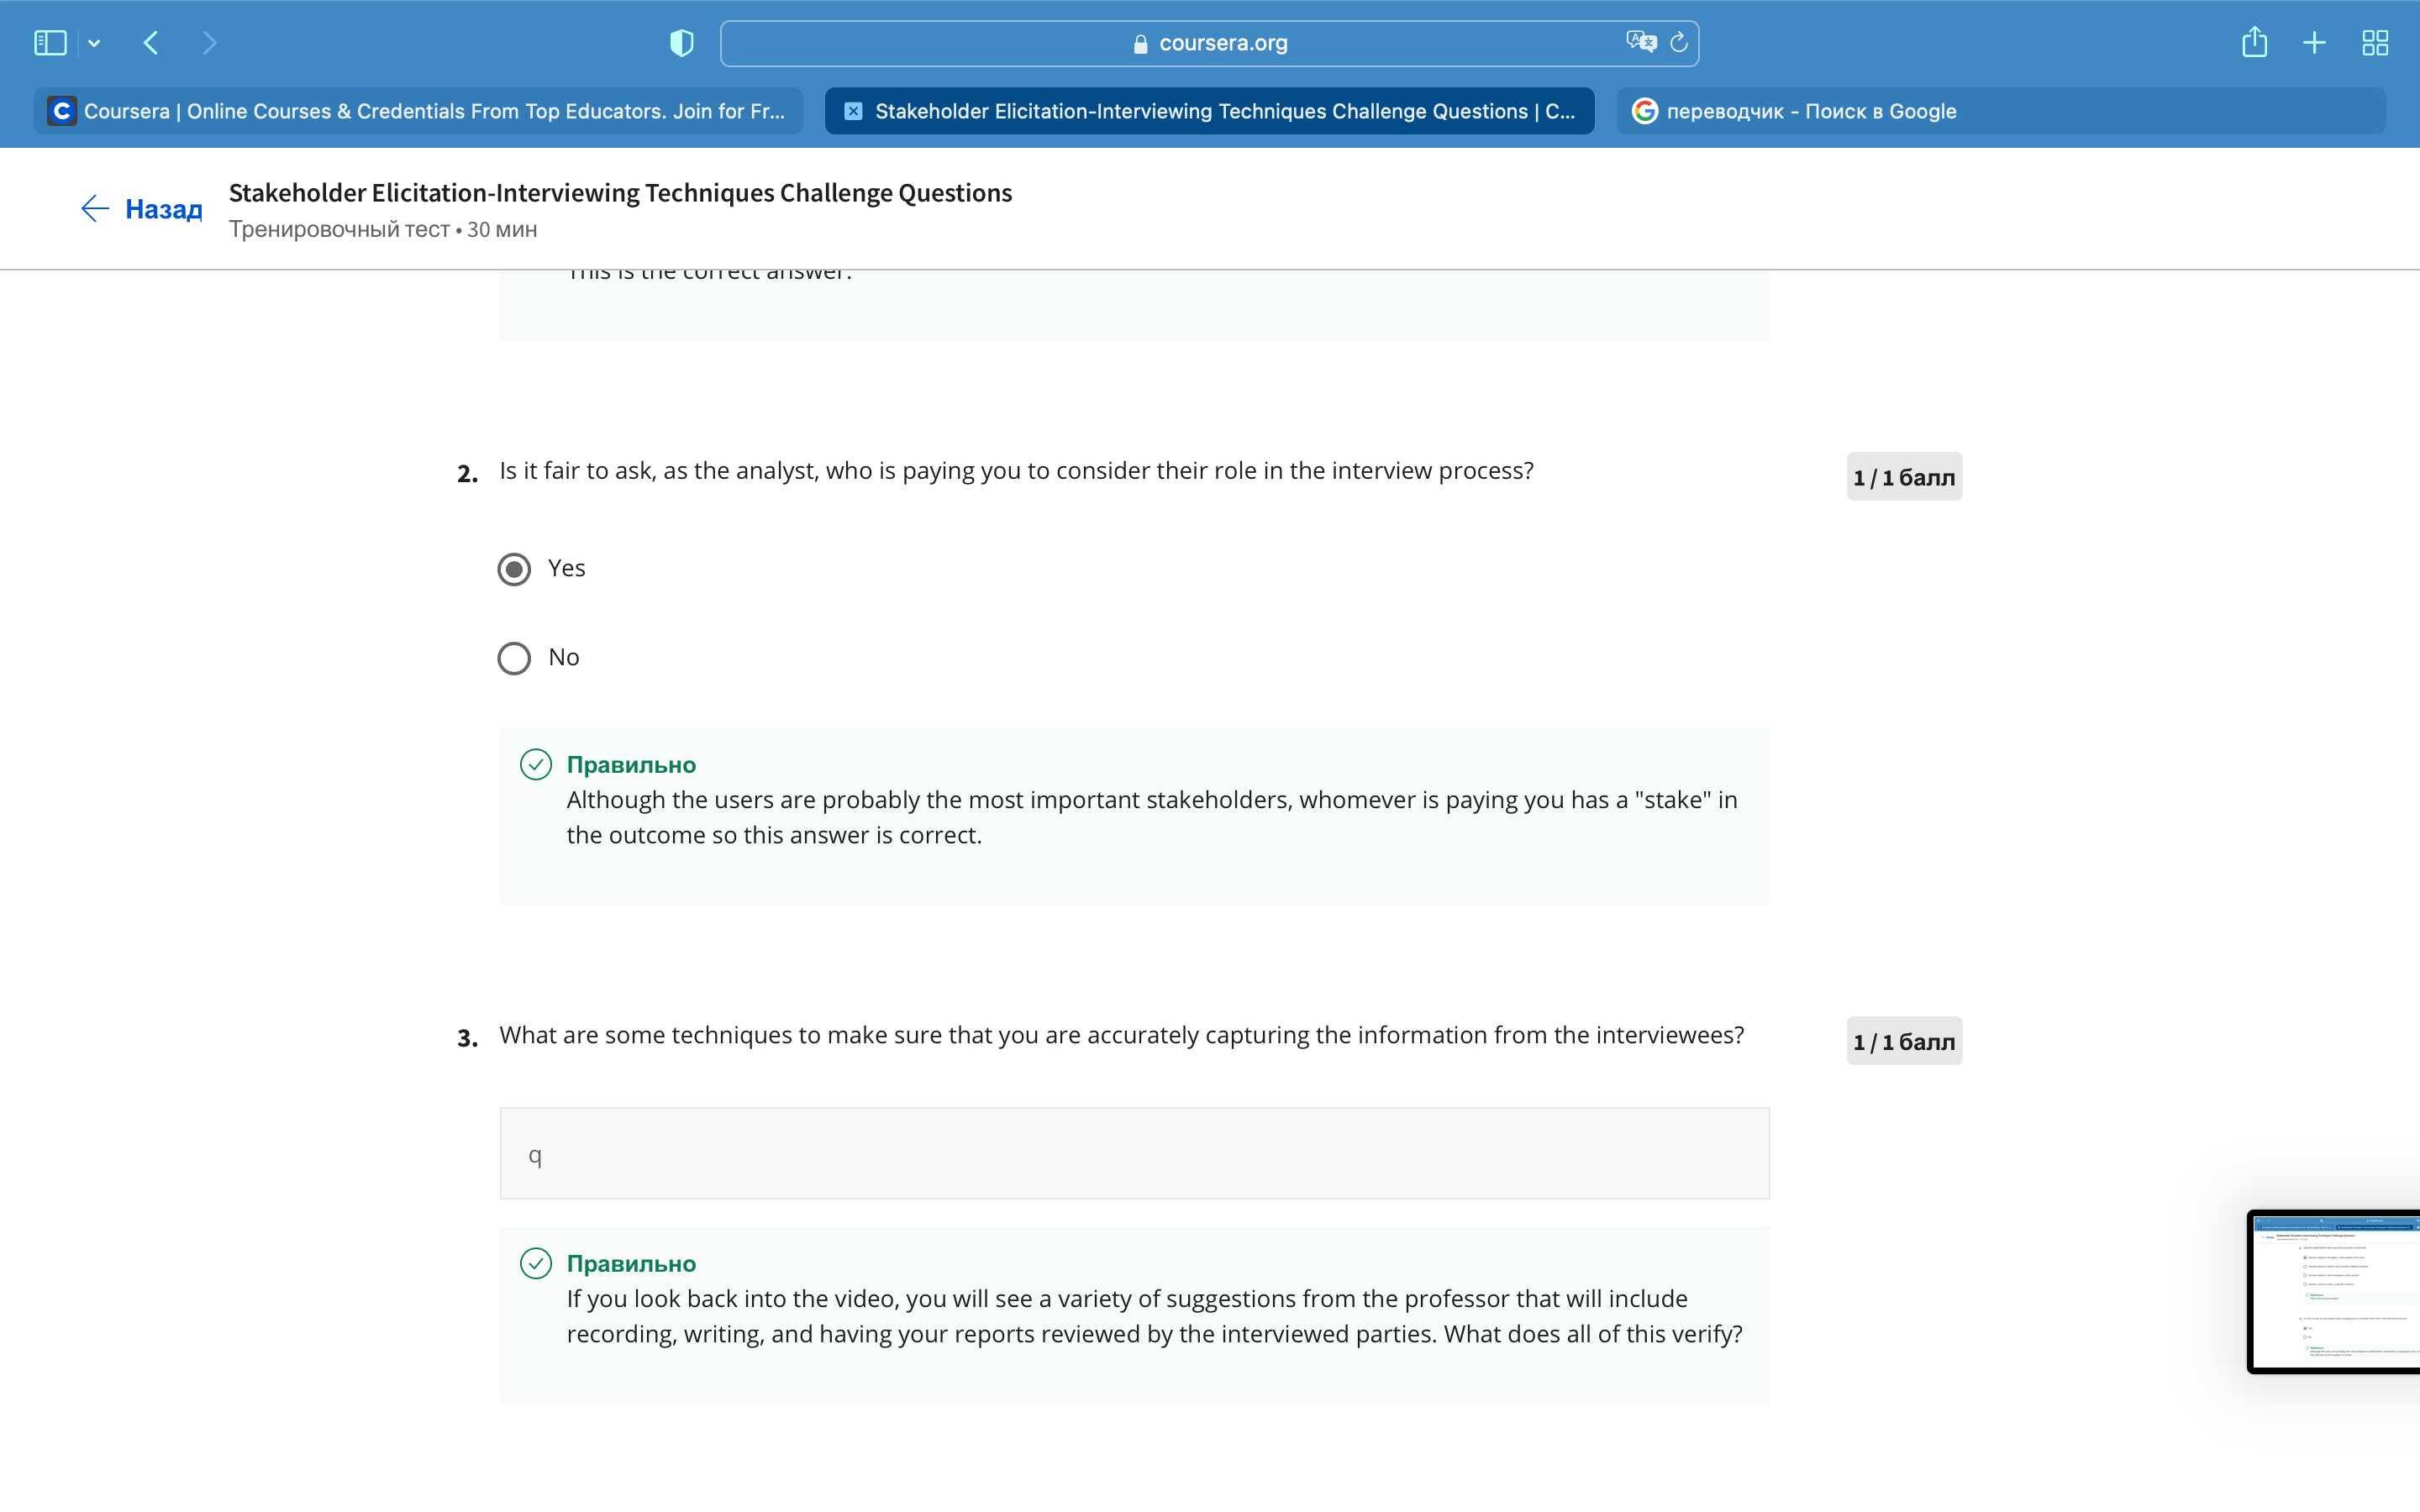 coursera.org
Coursera | Online Courses & Credentials From Top Educators. Join for Fr...
Stakeholder Elicitation-Interviewing Techniques Challenge Questions | C...
переводчик - Поиск в Google
Назад
Stakeholder Elicitation-Interviewing Techniques Challenge Questions
Тренировочный тест • 30 мин
This is the correct answer.
2. Is it fair to ask, as the analyst, who is paying you to consider their role in the interview process?
1 / 1 балл
Yes
No
Правильно
Although the users are probably the most important stakeholders, whomever is paying you has a "stake" in
the outcome so this answer is correct.
3. What are some techniques to make sure that you are accurately capturing the information from the interviewees?
1 / 1 балл
q
Правильно
If you look back into the video, you will see a variety of suggestions from the professor that will include
recording, writing, and having your reports reviewed by the interviewed parties. What does all of this verify?